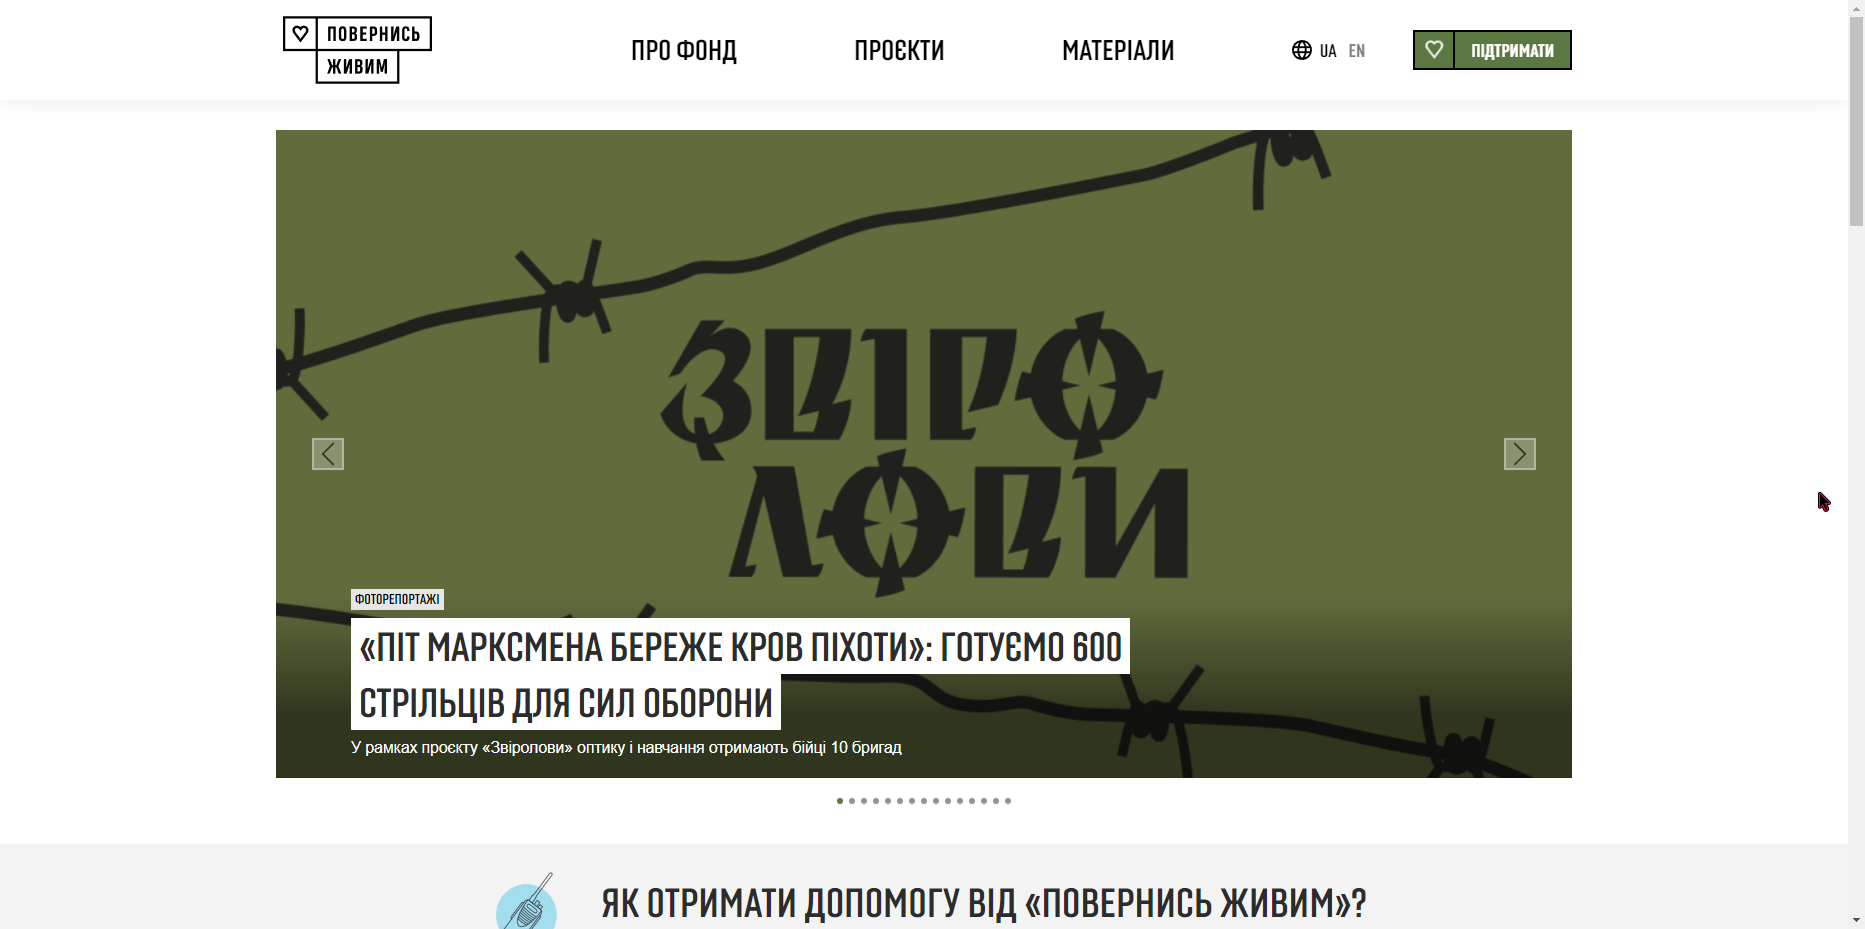 ПОВЕРНИСЬ
ЖИВИМ
ПРО ФОНД
ПРОЄКТИ
МАТЕРІАЛИ
UA EN
ПІДТРИМАТИ
ЗВІРО
ЛОВИ
ФОТОРЕПОРТАЖІ
«ПІТ МАРКСМЕНА БЕРЕЖЕ КРОВ ПІХОТИ»: ГОТУЄМО 600
СТРІЛЬЦІВ ДЛЯ СИЛ ОБОРОНИ
У рамках проєкту «Звіролови» оптику і навчання отримають бійці 10 бригад
ЯК ОТРИМАТИ ДОПОМОГУ ВІД «ПОВЕРНИСЬ ЖИВИМ»?